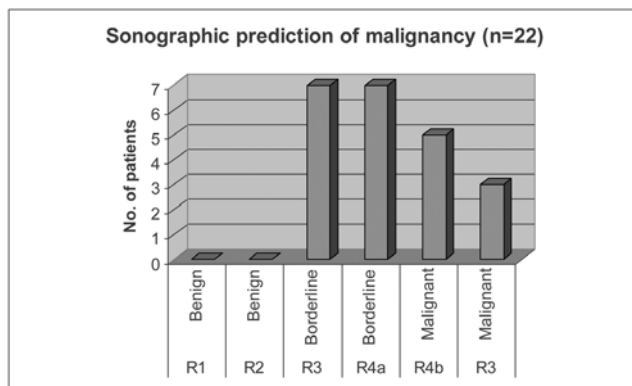 Sonographic prediction of malignancy (n=22)
No. of patients
7
6
5
4
3
2
1
0
Benign
Benign
Borderline
Borderline
Malignant
Malignant
R1
R2
R3
R4a
R4b
R3